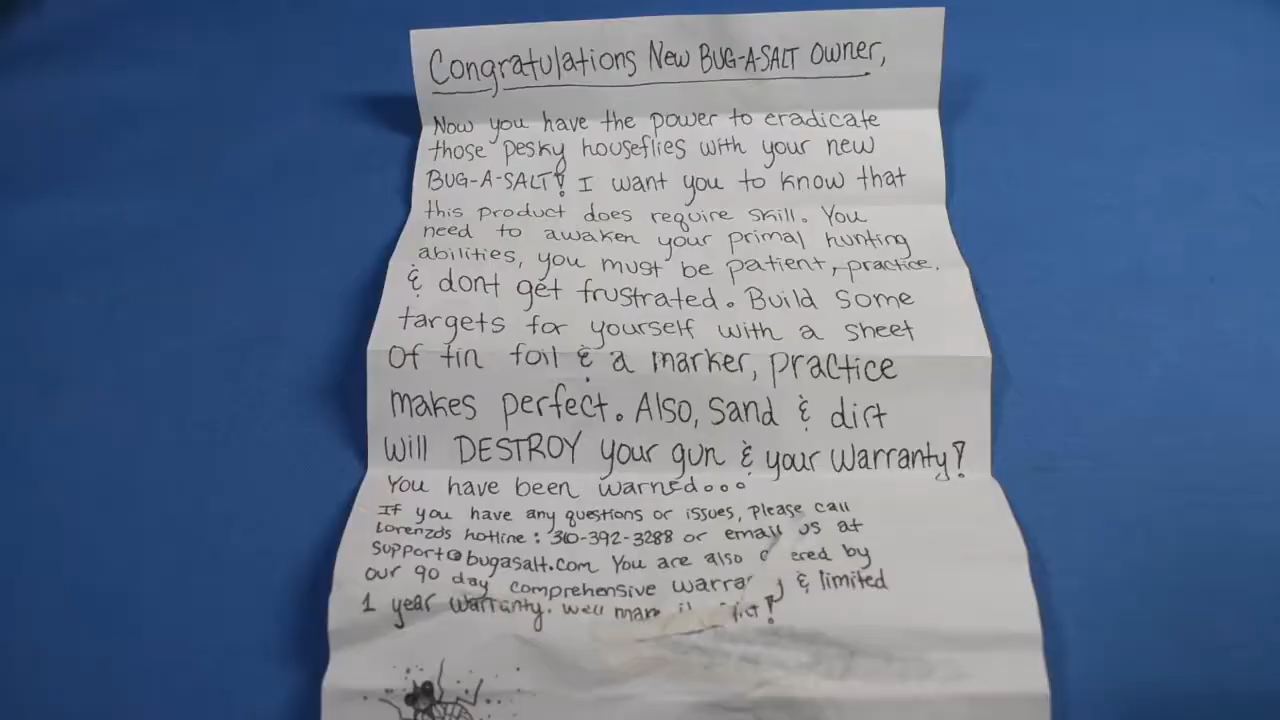 Congratulations New BUG-A-SALT Owner,
Now you have the power to eradicate
those pesky houseflies with your new
BUG-A-SALT! I want you to know that
this product does require skill. You
need to awaken your primal hunting
abilities, you must be patient, practice,
& dont get frustrated. Build some
targets for yourself with a sheet
Of tin foil & a marker, practice
makes perfect. Also, sand & dirt
will DESTROY your gun & your warranty!
You have been warned...
If you have any questions or issues, please call
Lorenzo's hotline: 310-392-3288 or email us at
support@bugasalt.com You are also by
our 90 day comprehensive & limited
1 year warranty. We'll